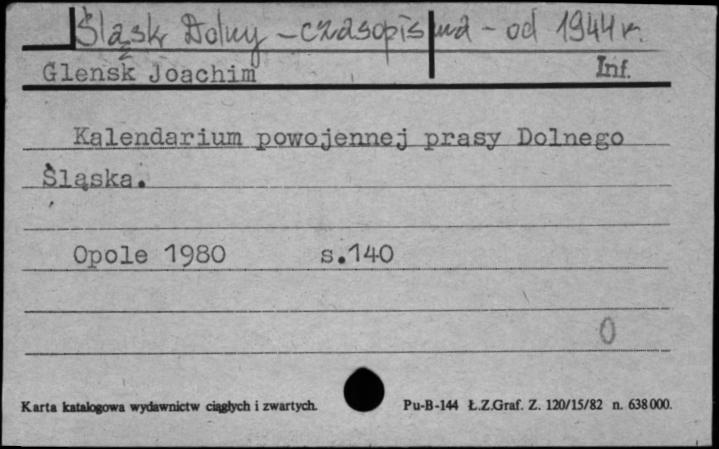 Śląsk Dolny - czasopisma - od 1944 r.
Glensk Joachim Inf.
Kalendarium powojennej prasy Dolnego
Śląska.
Opole 1980 s.140
0
Karta katalogowa wydawnictw ciągłych i zwartych. Pu-B-144 Ł.Z.Graf. Z. 120/15/82 n. 638000.